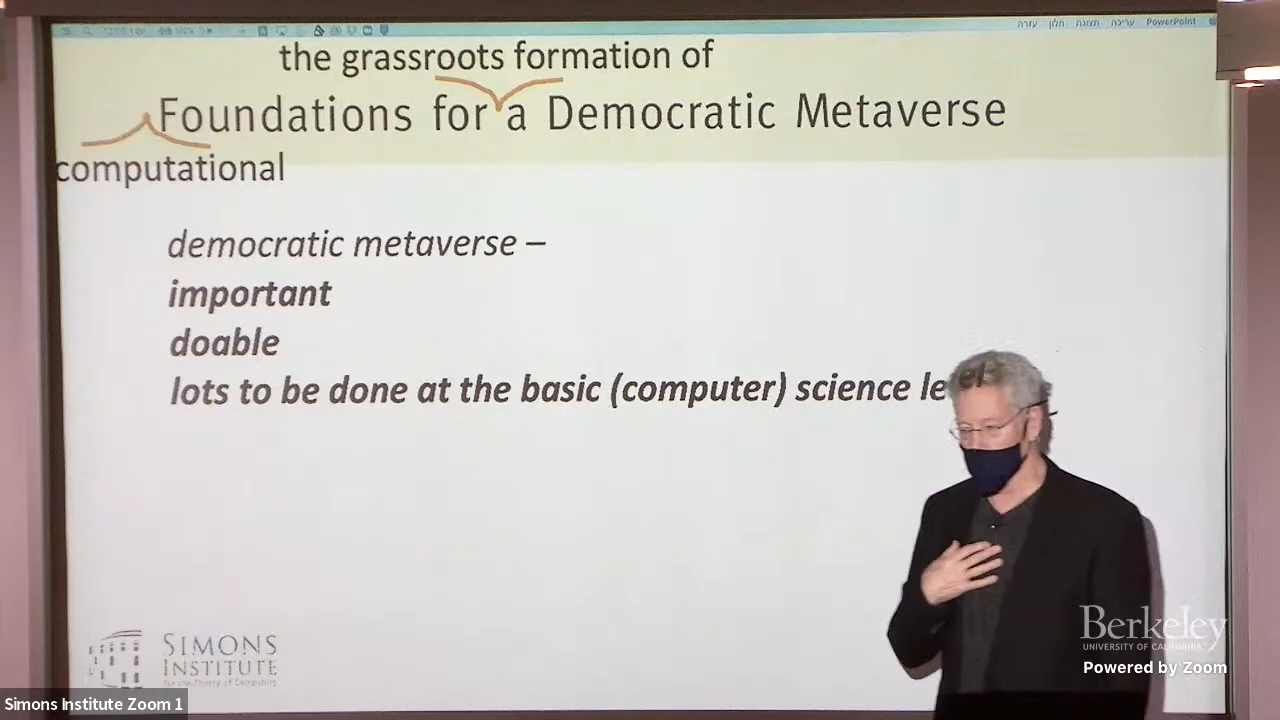 עזרה חלון תצוגה עריכה PowerPoint
the grassroots formation of
Foundations for a Democratic Metaverse
computational
democratic metaverse –
important
doable
lots to be done at the basic (computer) science level
SIMONS
INSTITUTE
for the Theory of Computing
Berkeley
UNIVERSITY OF CALIFORNIA
Powered by Zoom
Simons Institute Zoom 1